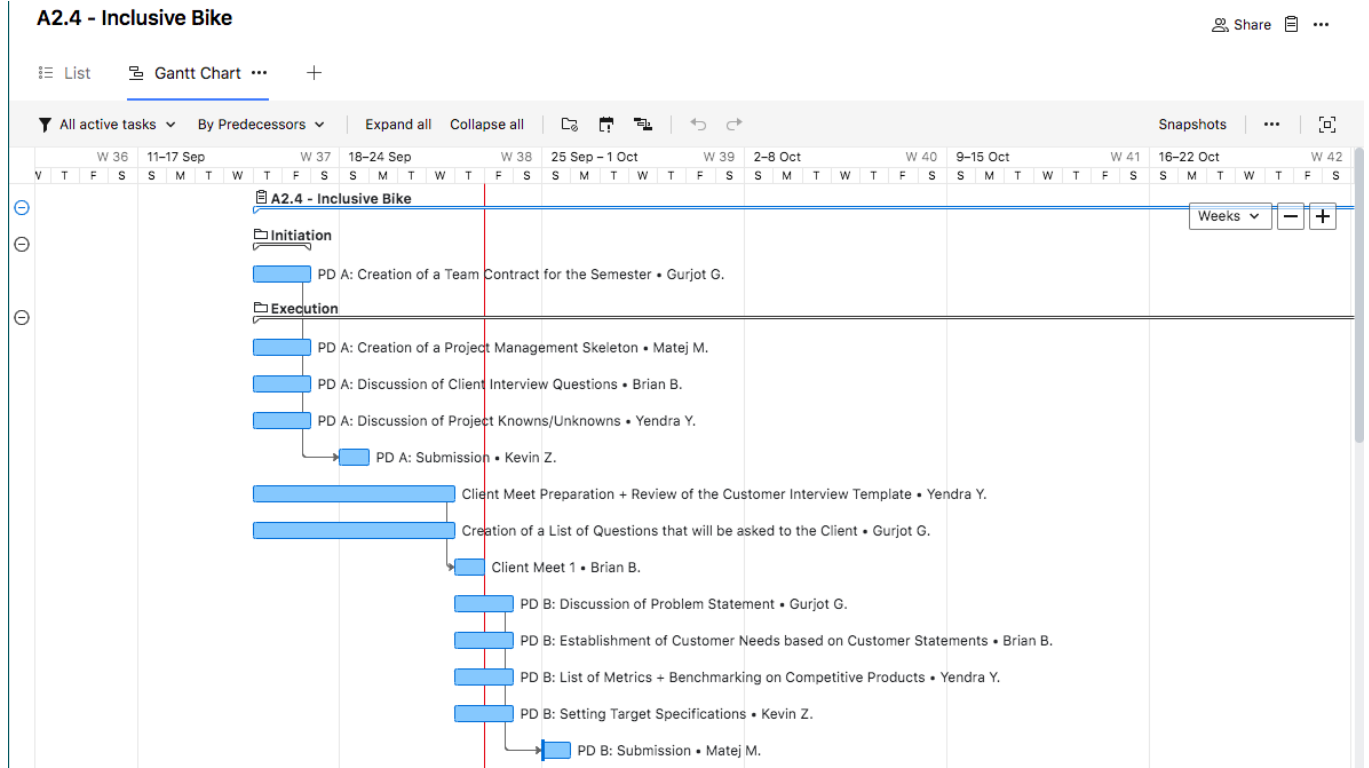 A2.4 - Inclusive Bike
Share
List
Gantt Chart
All active tasks
By Predecessors
Expand all
Collapse all
Snapshots
W 36 11–17 Sep W 37 18–24 Sep W 38 25 Sep – 1 Oct W 39 2–8 Oct W 40 9–15 Oct W 41 16–22 Oct W 42
T F S S M T W T F S S M T W T F S S M T W T F S S M T W T F S S M T W T F S S M T W T F S
A2.4 - Inclusive Bike
Weeks
Initiation
PD A: Creation of a Team Contract for the Semester • Gurjot G.
Execution
PD A: Creation of a Project Management Skeleton • Matej M.
PD A: Discussion of Client Interview Questions • Brian B.
PD A: Discussion of Project Knowns/Unknowns • Yendra Y.
PD A: Submission • Kevin Z.
Client Meet Preparation + Review of the Customer Interview Template • Yendra Y.
Creation of a List of Questions that will be asked to the Client • Gurjot G.
Client Meet 1 • Brian B.
PD B: Discussion of Problem Statement • Gurjot G.
PD B: Establishment of Customer Needs based on Customer Statements • Brian B.
PD B: List of Metrics + Benchmarking on Competitive Products • Yendra Y.
PD B: Setting Target Specifications • Kevin Z.
PD B: Submission • Matej M.